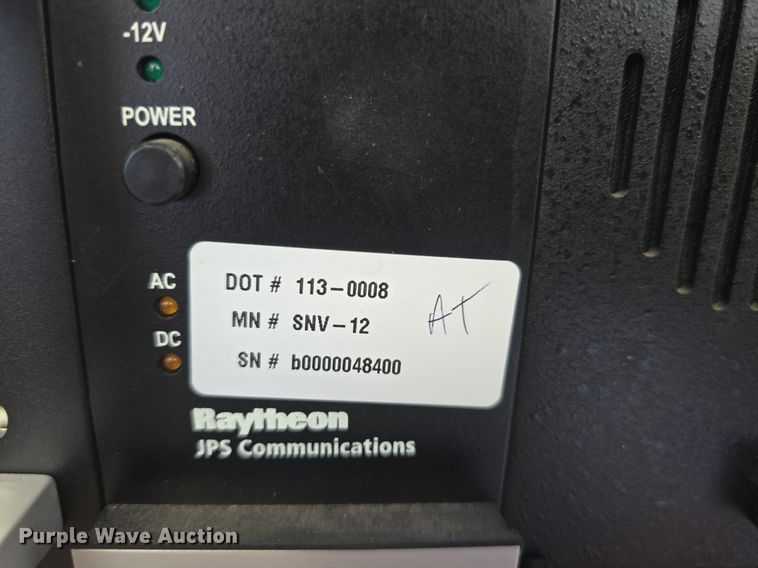 -12V
POWER
AC
DC
DOT # 113-0008
MN # SNV-12
SN # b0000048400
AT
Raytheon
JPS Communications
Purple Wave Auction